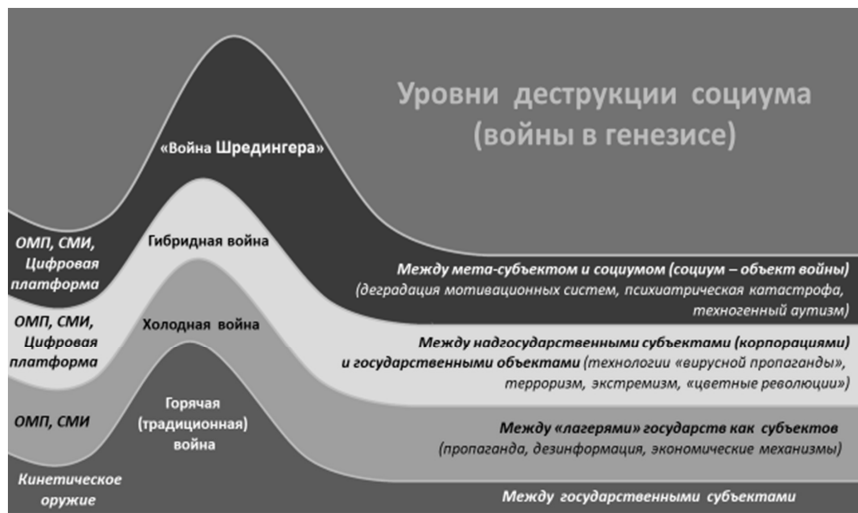 Уровни деструкции социума
(войны в генезисе)
«Война Шредингера»
ОМП, СМИ,
Цифровая
платформа
Между мета-субъектом и социумом (социум – объект войны)
(деградация мотивационных систем, психиатрическая катастрофа,
техногенный аутизм)
Гибридная война
ОМП, СМИ,
Цифровая
платформа
Между надгосударственными субъектами (корпорациями)
и государственными объектами (технологии «вирусной пропаганды»,
терроризм, экстремизм, «цветные революции»)
Холодная война
ОМП, СМИ
Между «лагерями» государств как субъектов
(пропаганда, дезинформация, экономические механизмы)
Горячая
(традиционная)
война
Кинетическое
оружие
Между государственными субъектами